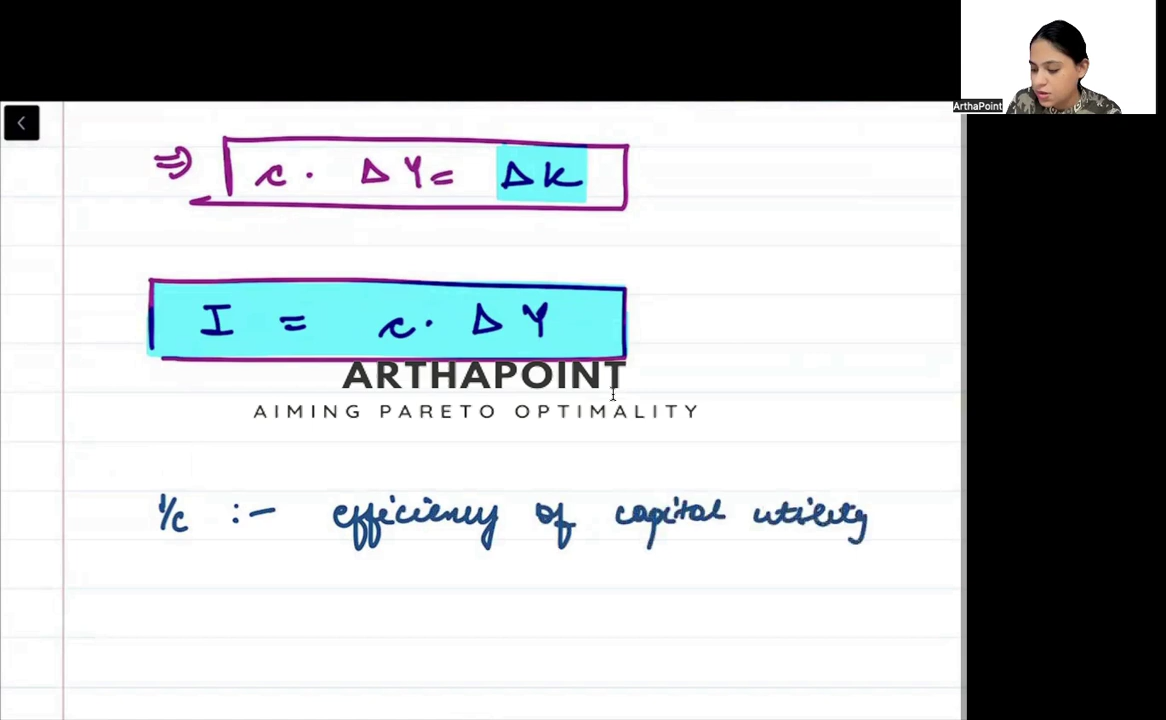 ArthaPoint
⇒ c. ΔY = ΔK
I = c. ΔY
ARTHAPOINT
AIMING PARETO OPTIMALITY
1/c :- efficiency of capital utility